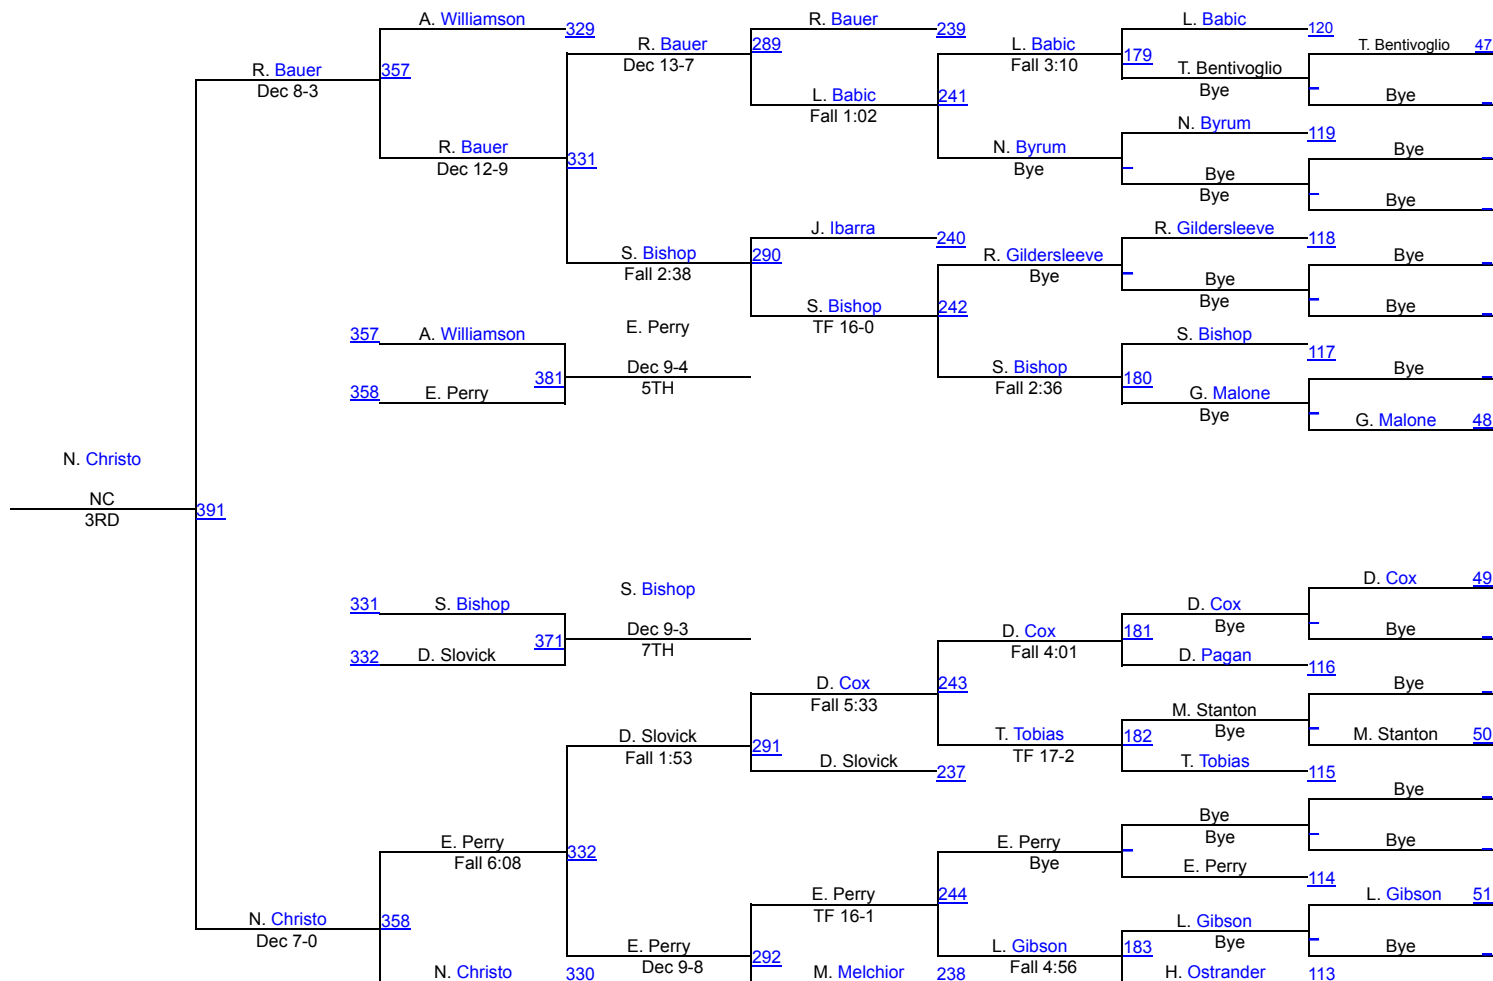 A. Williamson 329 R. Bauer 239 L. Babic 120
R. Bauer 289 L. Babic 179 T. Bentivoglio 47
Dec 13-7 Fall 3:10
R. Bauer 357 T. Bentivoglio
Dec 8-3 L. Babic 241 Bye Bye
Fall 1:02
N. Byrum 119
R. Bauer 331 N. Byrum Bye
Dec 12-9 Bye Bye
Bye Bye
J. Ibarra 240 R. Gildersleeve 118
S. Bishop 290 R. Gildersleeve Bye
Fall 2:38 Bye Bye
S. Bishop 242 Bye Bye
357 A. Williamson E. Perry TF 16-0 S. Bishop 117
381 Dec 9-4 S. Bishop 180 Bye
358 E. Perry 5TH Fall 2:36 G. Malone
Bye G. Malone 48
N. Christo
NC 391
3RD
S. Bishop D. Cox 49
331 S. Bishop D. Cox
371 Dec 9-3 D. Cox 181 Bye Bye
332 D. Slovick 7TH Fall 4:01 D. Pagan 116
D. Cox 243 Bye
Fall 5:33 M. Stanton
D. Slovick 291 T. Tobias 182 Bye M. Stanton 50
Fall 1:53 D. Slovick 237 TF 17-2 T. Tobias 115
Bye
Bye
E. Perry 332 E. Perry Bye Bye
Fall 6:08 Bye E. Perry 114
E. Perry 244 L. Gibson 51
N. Christo 358 TF 16-1 L. Gibson
Dec 7-0 E. Perry 292 L. Gibson 183 Bye Bye
N. Christo 330 Dec 9-8 M. Melchior 238 Fall 4:56 H. Ostrander 113